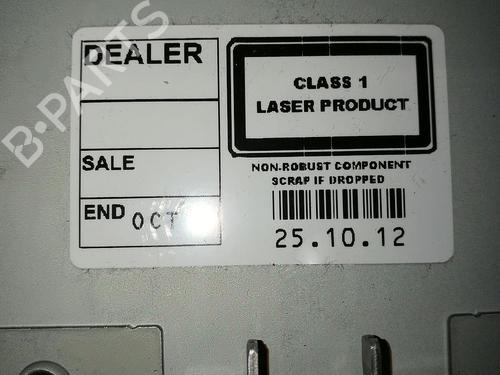 DEALER
SALE
END OCT
CLASS 1
LASER PRODUCT
NON-ROBUST COMPONENT
SCRAP IF DROPPED
25.10.12
B-PARTS